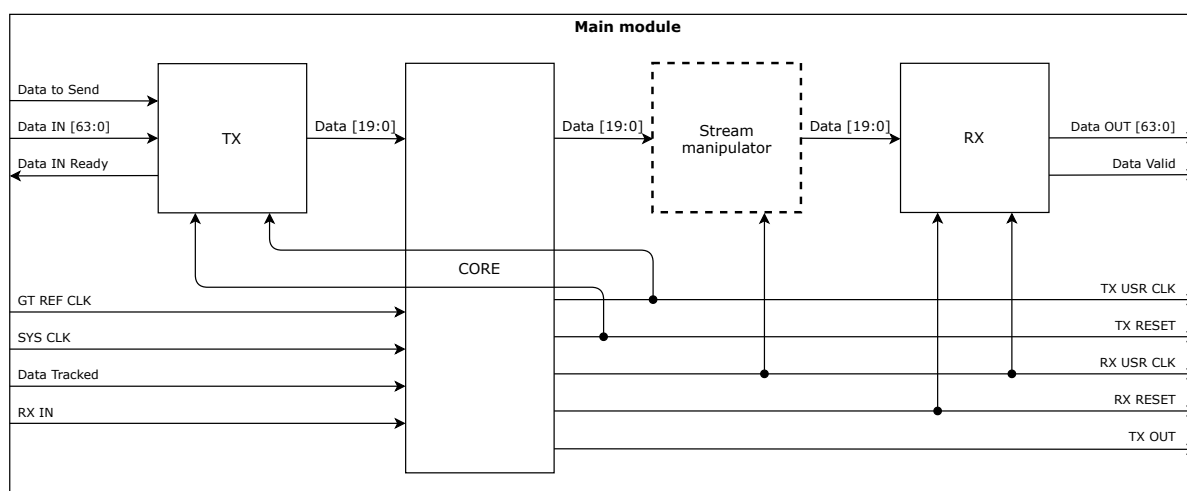 Main module
Data to Send
Data IN [63:0]
Data IN Ready
TX
Data [19:0]
Data [19:0]
Stream
manipulator
Data [19:0]
RX
Data OUT [63:0]
Data Valid
CORE
GT REF CLK
SYS CLK
Data Tracked
RX IN
TX USR CLK
TX RESET
RX USR CLK
RX RESET
TX OUT